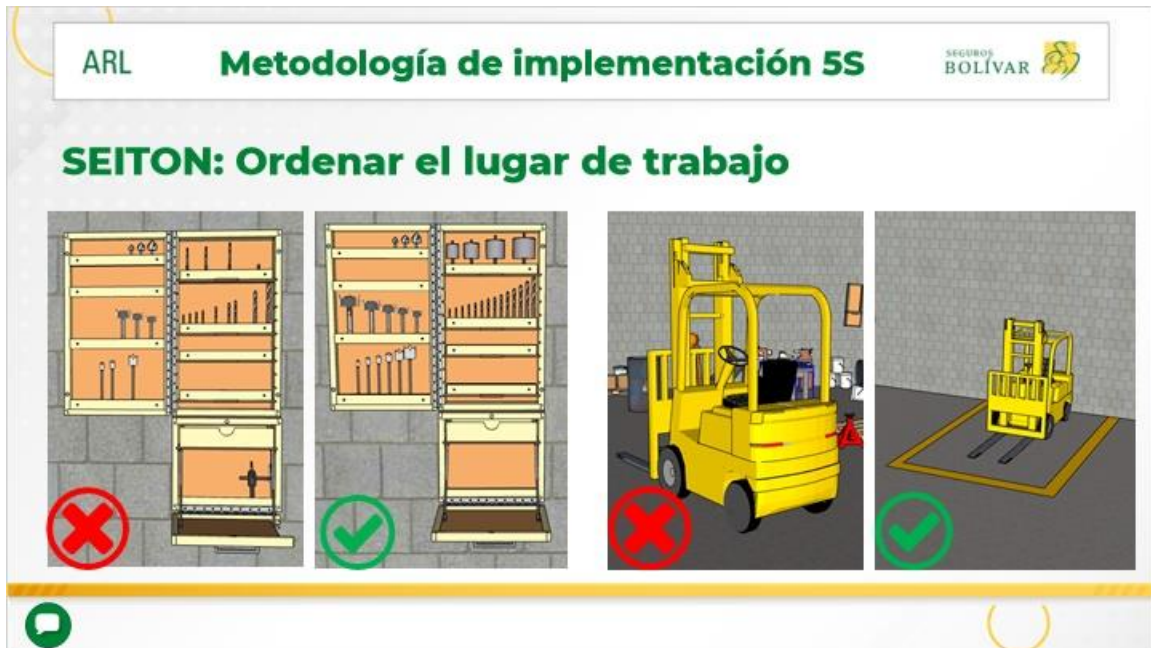 ARL
Metodología de implementación 5S
SEGUROS
BOLÍVAR
SEITON: Ordenar el lugar de trabajo